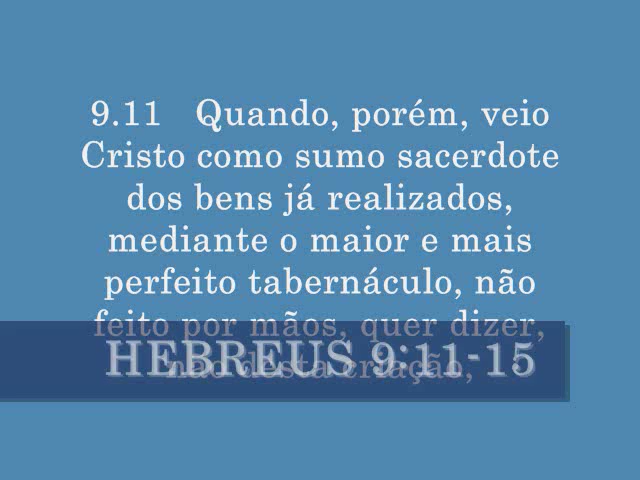 9.11 Quando, porém, veio
Cristo como sumo sacerdote
dos bens já realizados,
mediante o maior e mais
perfeito tabernáculo, não
feito por mãos, quer dizer,
não desta criação,
HEBREUS 9:11-15